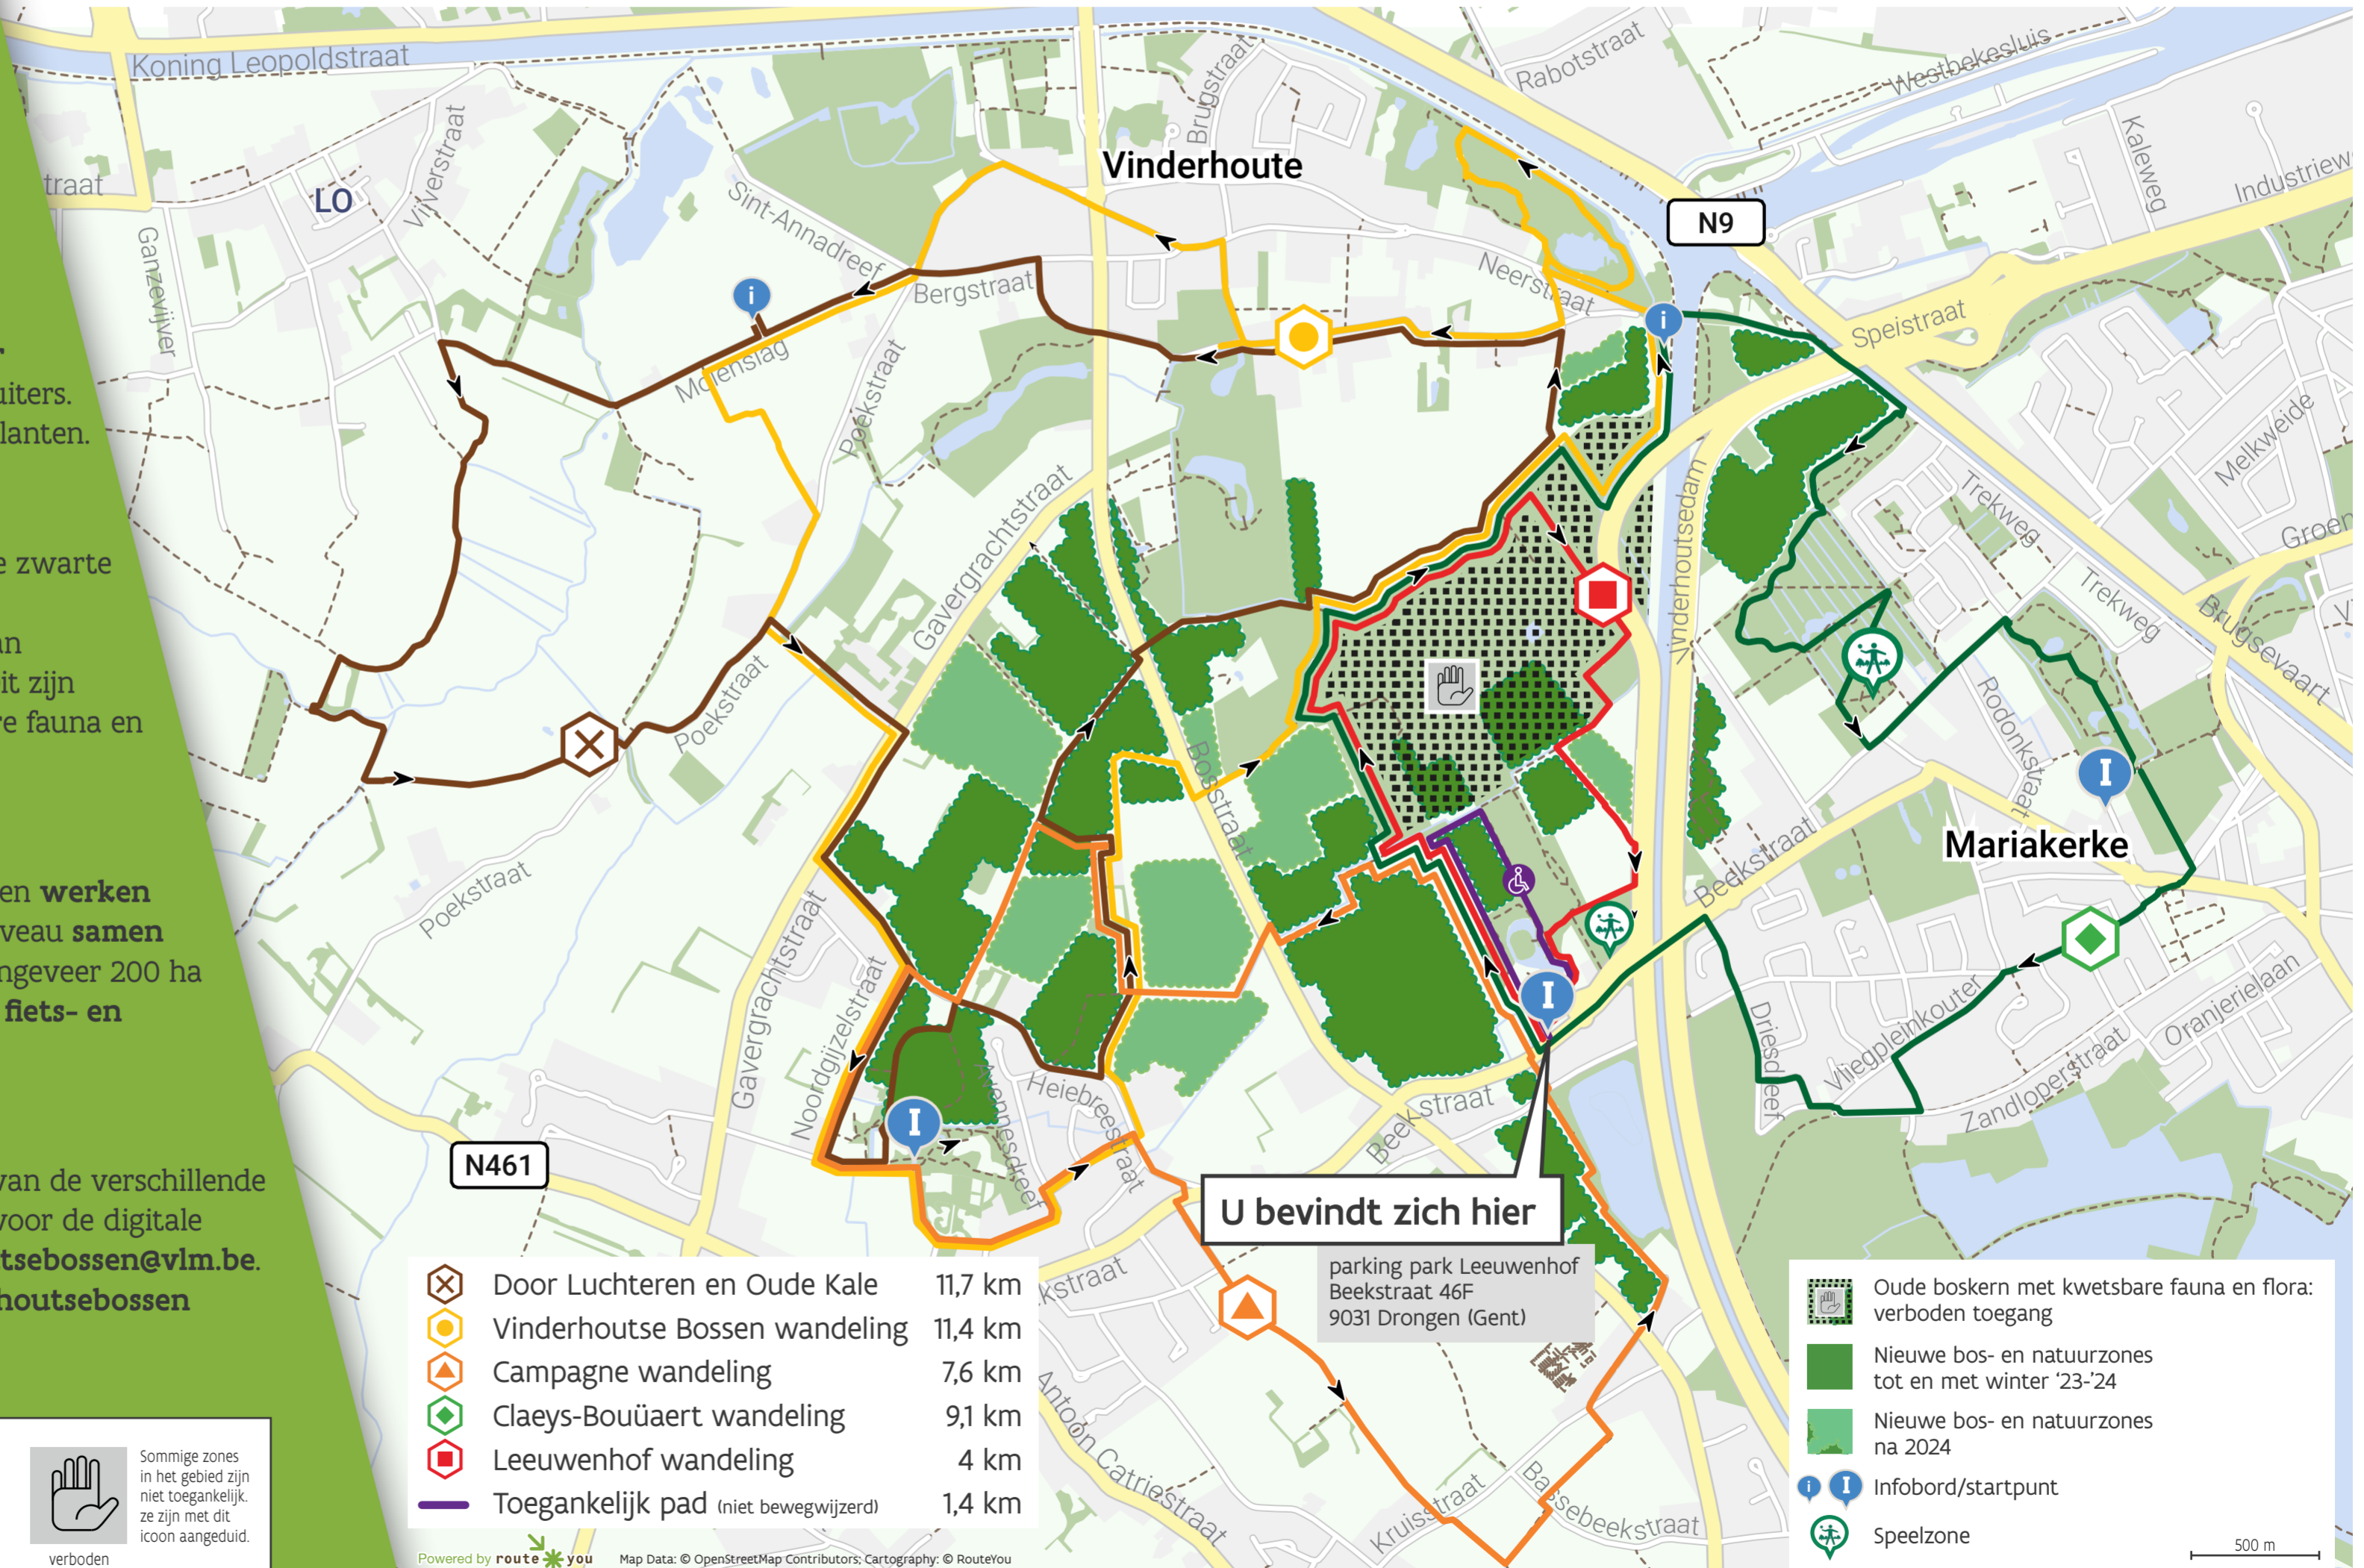 uiters.
lanten.
e zwarte
an
it zijn
re fauna en
en werken
veau samen
ngeveer 200 ha
fiets- en
van de verschillende
voor de digitale
tsebossen@vlm.be.
houtsebossen
Sommige zones
in het gebied zijn
niet toegankelijk.
ze zijn met dit
icoon aangeduid.
verboden
Koning Leopoldstraat
traat
LO
Vijverstraat
Ganzevijver
Sint-Annadreef
Brugstraat
Vinderhoute
Rabotstraat
Westbekesluis
Kaleweg
Industriew
N9
Neerstraat
Speistraat
Bergstraat
Molenslag
Poekstraat
Melkweide
Trekweg
Groen
Gavergrachtstraat
Vinderhoutsedam
Trekweg
Brugsevaart
Vi
Poekstraat
Rodonkstraat
Bosstraat
Mariakerke
Beekstraat
Poekstraat
Gavergrachtstraat
Noordgijzelstraat
Driesdreef
Vliegpleinkouter
Oranjerielaan
Zandloperstraat
Heiebreestraat
Beekstraat
N461
U bevindt zich hier
parking park Leeuwenhof
Beekstraat 46F
9031 Drongen (Gent)
kstraat
Antoon Catriestraat
Kruisstraat
Bassebeekstraat
Door Luchteren en Oude Kale 11,7 km
Vinderhoutse Bossen wandeling 11,4 km
Campagne wandeling 7,6 km
Claeys-Bouüaert wandeling 9,1 km
Leeuwenhof wandeling 4 km
Toegankelijk pad (niet bewegwijzerd) 1,4 km
Powered by route you
Map Data: © OpenStreetMap Contributors; Cartography: © RouteYou
Oude boskern met kwetsbare fauna en flora:
verboden toegang
Nieuwe bos- en natuurzones
tot en met winter ‘23-’24
Nieuwe bos- en natuurzones
na 2024
Infobord/startpunt
Speelzone
500 m